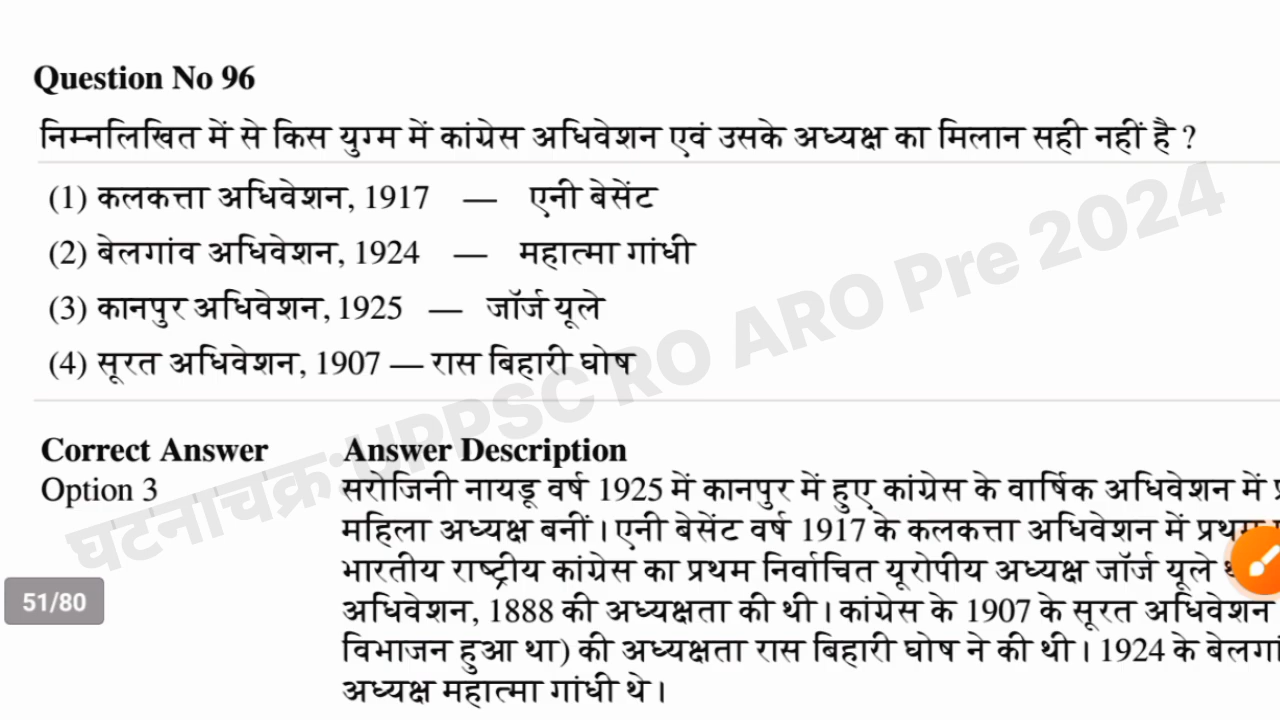 Question No 96
निम्नलिखित में से किस युग्म में कांग्रेस अधिवेशन एवं उसके अध्यक्ष का मिलान सही नहीं है ?
(1) कलकत्ता अधिवेशन, 1917 — एनी बेसेंट
(2) बेलगांव अधिवेशन, 1924 — महात्मा गांधी
(3) कानपुर अधिवेशन, 1925 — जॉर्ज यूले
(4) सूरत अधिवेशन, 1907 — रास बिहारी घोष
घटनाचक्र:UPPSC RO ARO Pre 2024
Correct Answer Answer Description
Option 3 सरोजिनी नायडू वर्ष 1925 में कानपुर में हुए कांग्रेस के वार्षिक अधिवेशन में
महिला अध्यक्ष बनीं । एनी बेसेंट वर्ष 1917 के कलकत्ता अधिवेशन में प्रथम
भारतीय राष्ट्रीय कांग्रेस का प्रथम निर्वाचित यूरोपीय अध्यक्ष जॉर्ज यूले
51/80
अधिवेशन, 1888 की अध्यक्षता की थी । कांग्रेस के 1907 के सूरत अधिवेशन
विभाजन हुआ था) की अध्यक्षता रास बिहारी घोष ने की थी । 1924 के
अध्यक्ष महात्मा गांधी थे ।